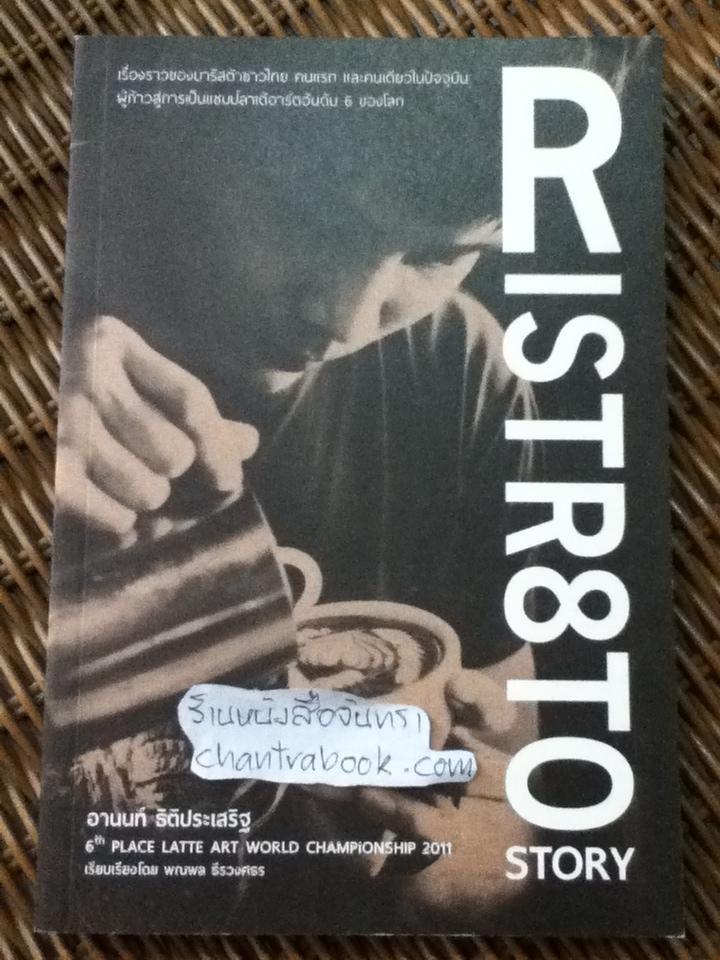 เรื่องราวของบาริสต้าชาวไทย คนแรก และคนเดียวในปัจจุบัน
ผู้ก้าวสู่การเป็นแชมป์ลาเต้อาร์ตอันดับ 6 ของโลก
RISTR8TO
STORY
ร้านหนังสือจันทรา
chantrabook.com
อานนท์ ธิติประเสริฐ
6th PLACE LATTE ART WORLD CHAMPiONSHIP 2011
เรียบเรียงโดย พณพล ธีรวงศธร